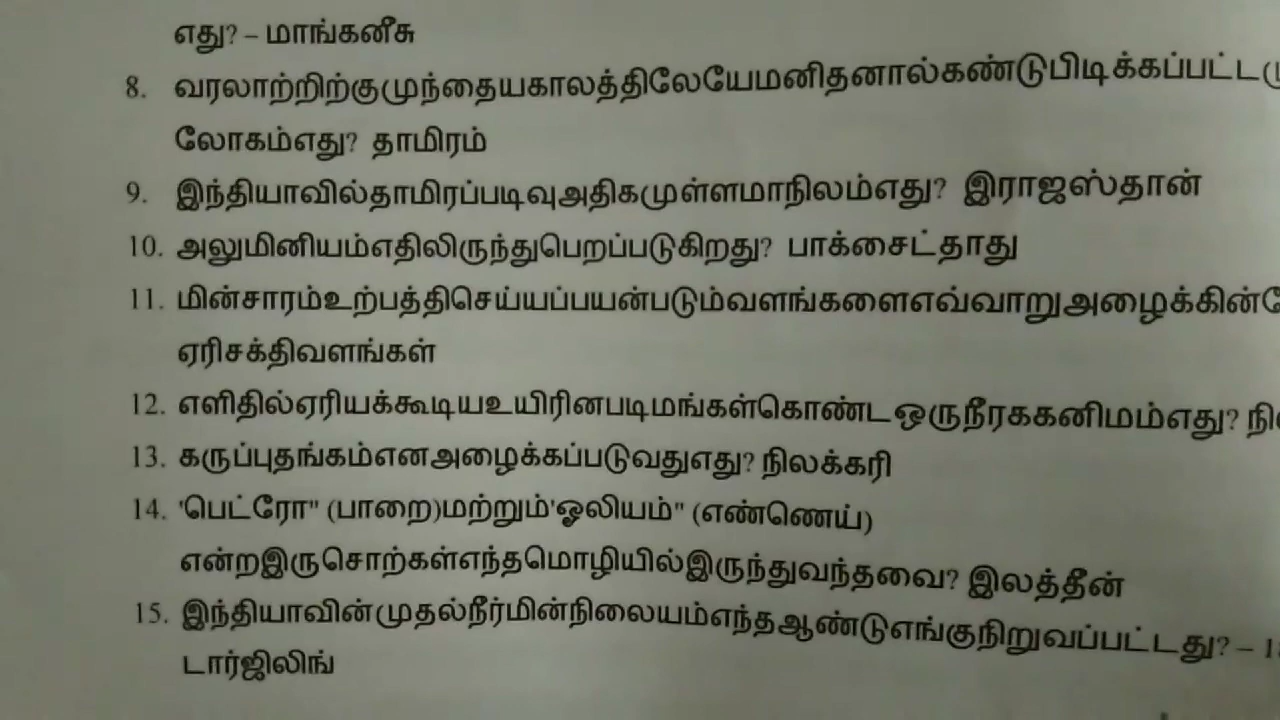 எது? – மாங்கனீசு
8. வரலாற்றிற்குமுந்தையகாலத்திலேயேமனிதனால்கண்டுபிடிக்கப்பட்ட
லோகம்எது? தாமிரம்
9. இந்தியாவில்தாமிரப்படிவுஅதிகமுள்ளமாநிலம்எது? இராஜஸ்தான்
10. அலுமினியம்எதிலிருந்துபெறப்படுகிறது? பாக்சைட்தாது
11. மின்சாரம்உற்பத்திசெய்யப்பயன்படும்வளங்களைஎவ்வாறுஅழைக்கின்
ஏரிசக்திவளங்கள்
12. எளிதில்ஏரியக்கூடியஉயிரினபடிமங்கள்கொண்டஒருநீரககனிமம்எது?
13. கருப்புதங்கம்எனஅழைக்கப்படுவதுஎது? நிலக்கரி
14. 'பெட்ரோ" (பாறை)மற்றும்'ஓலியம்" (எண்ணெய்)
என்றஇருசொற்கள்எந்தமொழியில்இருந்துவந்தவை? இலத்தீன்
15. இந்தியாவின்முதல்நீர்மின்நிலையம்எந்தஆண்டுஎங்குநிறுவப்பட்டது? –
டார்ஜிலிங்